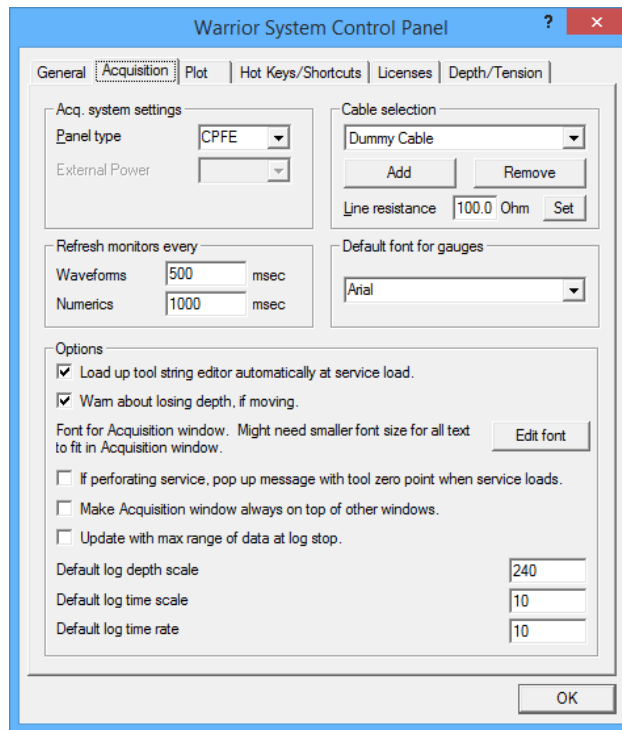 Warrior System Control Panel ? ×
General Acquisition Plot Hot Keys/Shortcuts Licenses Depth/Tension
Acq. system settings
Panel type CPFE
External Power
Cable selection
Dummy Cable
Add Remove
Line resistance 100.0 Ohm Set
Refresh monitors every
Waveforms 500 msec
Numerics 1000 msec
Default font for gauges
Arial
Options
Load up tool string editor automatically at service load.
Warn about losing depth, if moving.
Font for Acquisition window. Might need smaller font size for all text
to fit in Acquisition window.
Edit font
If perforating service, pop up message with tool zero point when service loads.
Make Acquisition window always on top of other windows.
Update with max range of data at log stop.
Default log depth scale 240
Default log time scale 10
Default log time rate 10
OK